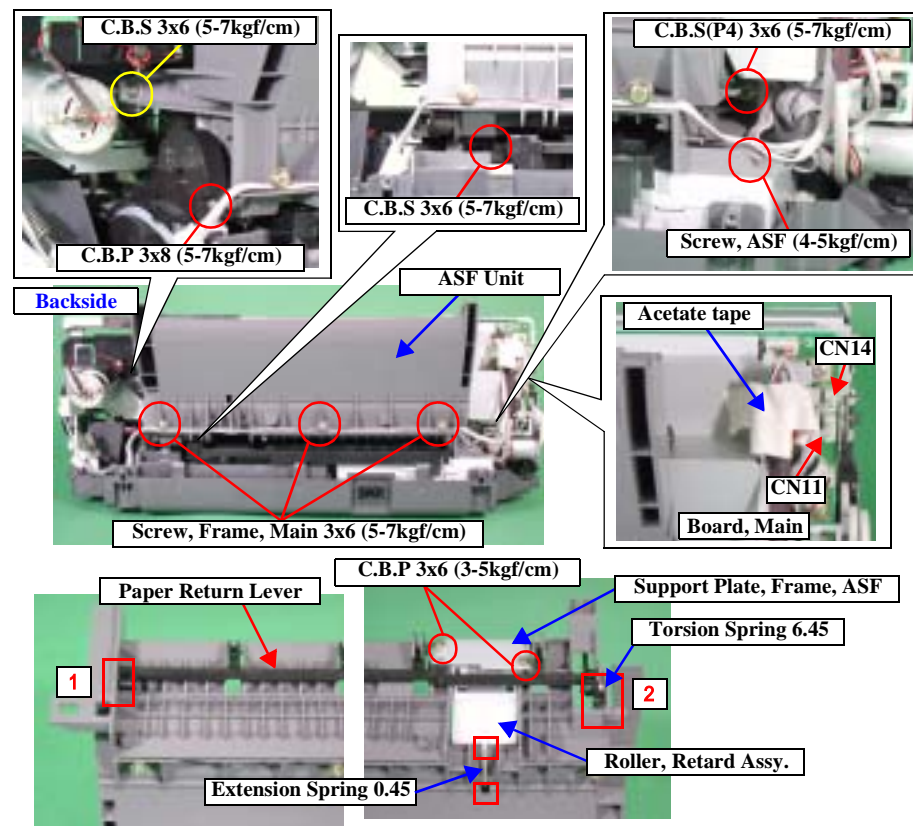 C.B.S 3x6 (5-7kgf/cm)
C.B.S(P4) 3x6 (5-7kgf/cm)
C.B.S 3x6 (5-7kgf/cm)
C.B.P 3x8 (5-7kgf/cm)
Screw, ASF (4-5kgf/cm)
Backside
ASF Unit
Acetate tape
CN14
CN11
Board, Main
Screw, Frame, Main 3x6 (5-7kgf/cm)
C.B.P 3x6 (3-5kgf/cm)
Paper Return Lever
Support Plate, Frame, ASF
Torsion Spring 6.45
1
2
Roller, Retard Assy.
Extension Spring 0.45